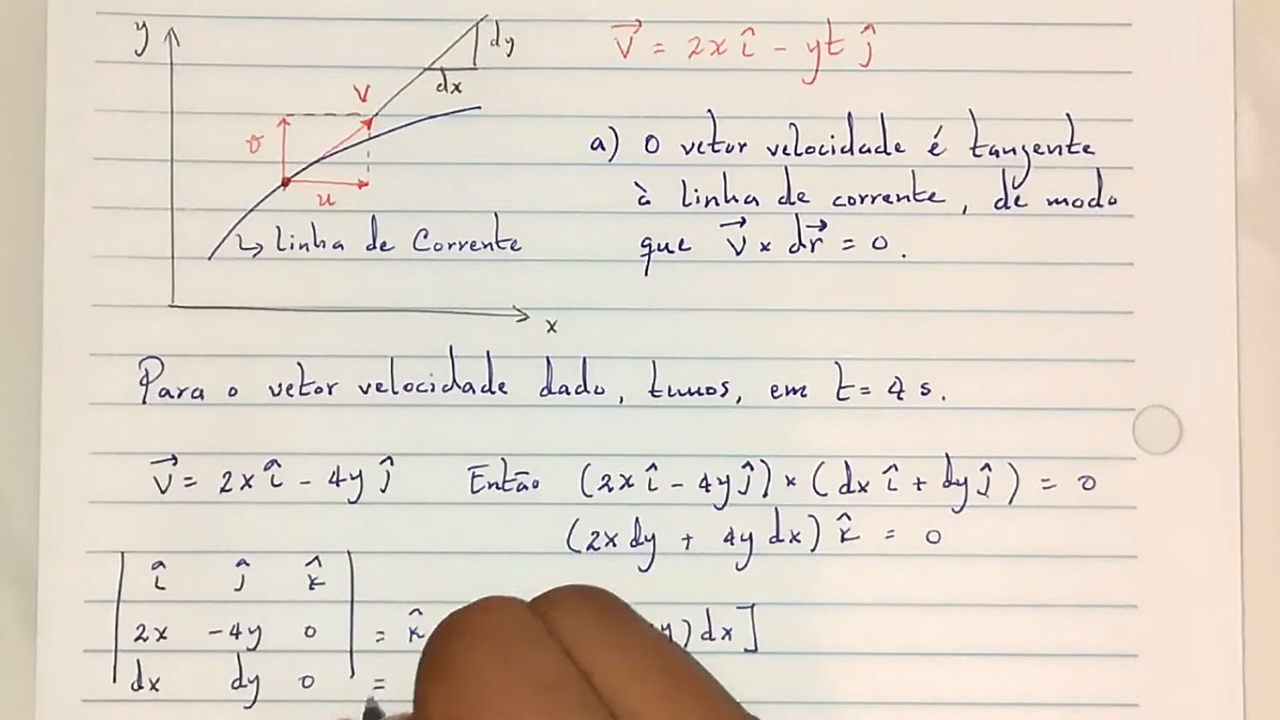 y
dy
dx
V
v
u
x
↳ Linha de Corrente
V⃗ = 2x î - yt ĵ
a) O vetor velocidade é tangente
à linha de corrente, de modo
que V⃗ × dr⃗ = 0.
Para o vetor velocidade dado, temos, em t = 4 s.
V⃗ = 2x î - 4y ĵ Então (2x î - 4y ĵ) × (dx î + dy ĵ) = 0
(2x dy + 4y dx) k̂ = 0
î ĵ k̂
2x -4y 0 = k̂ y) dx]
dx dy 0 =